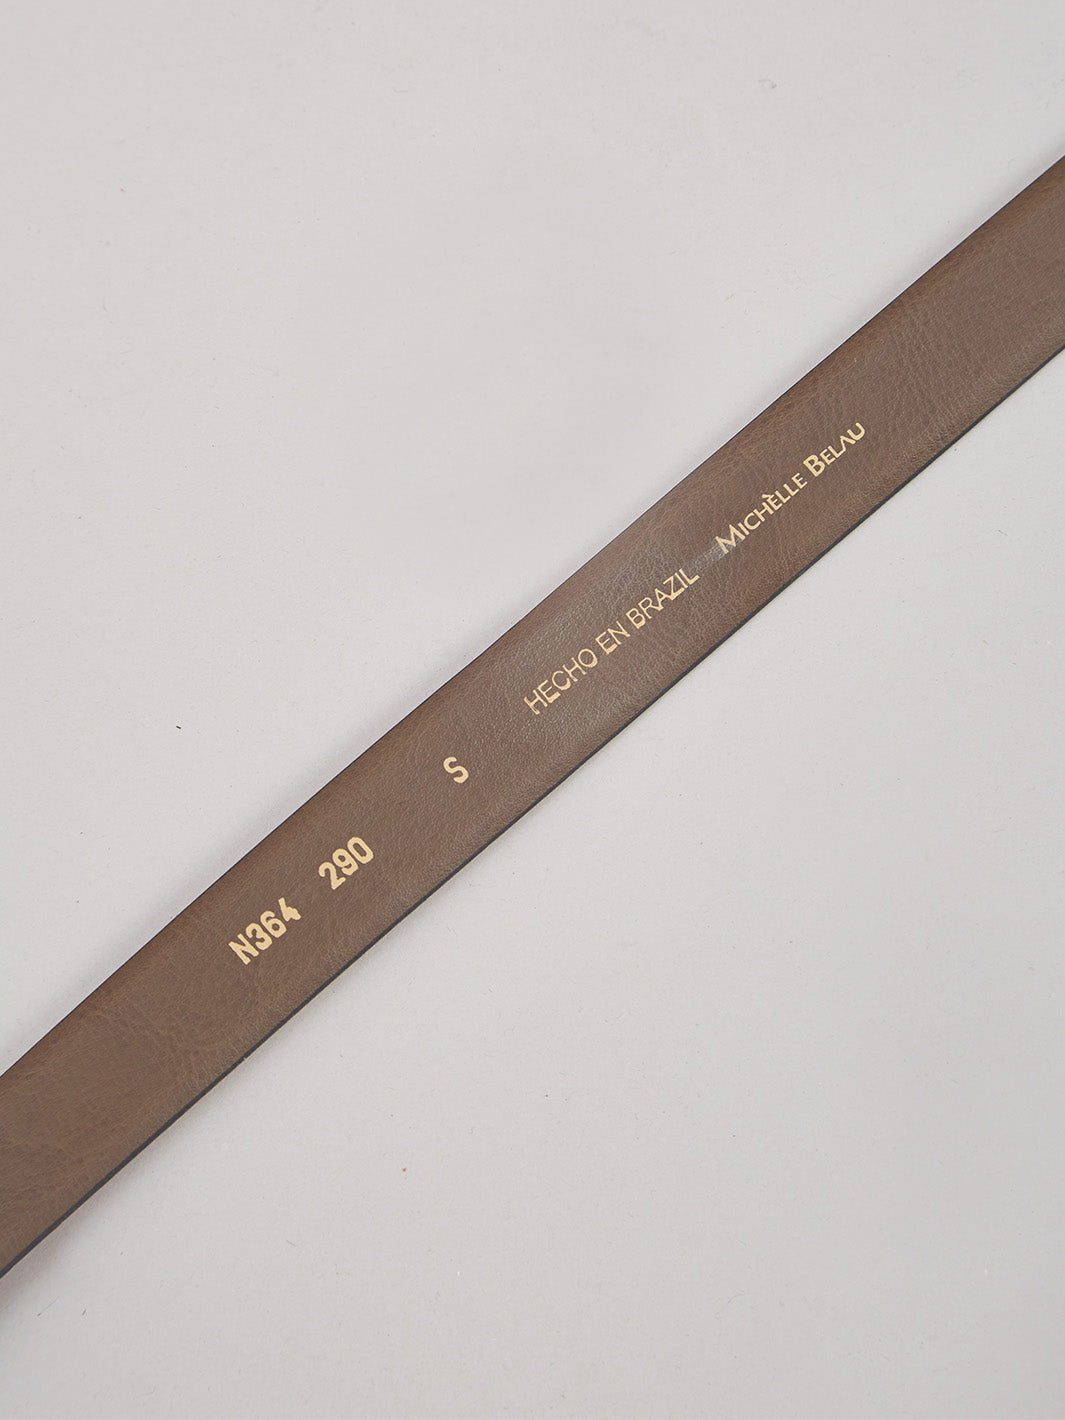 N364 290 S HECHO EN BRAZIL MICHÈLLE BELAU